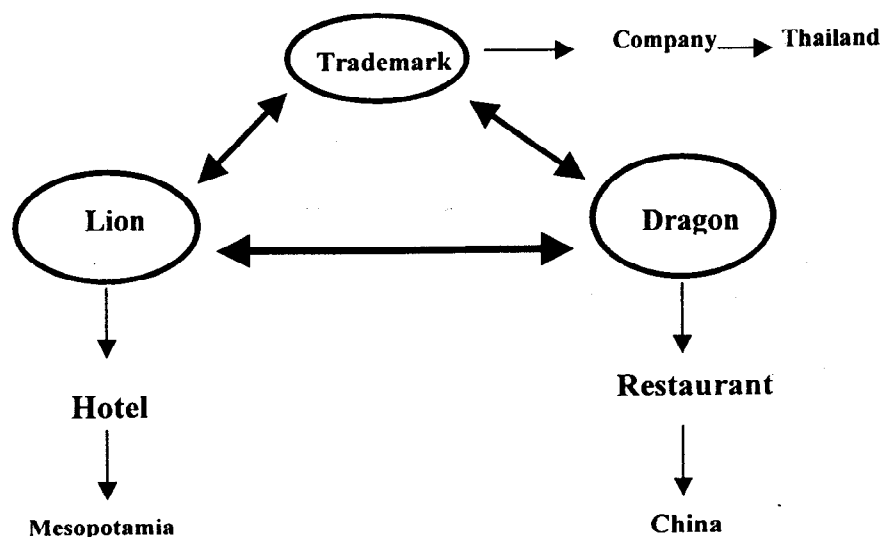 Trademark
Company
Thailand
Lion
Dragon
Hotel
Restaurant
Mesopotamia
China